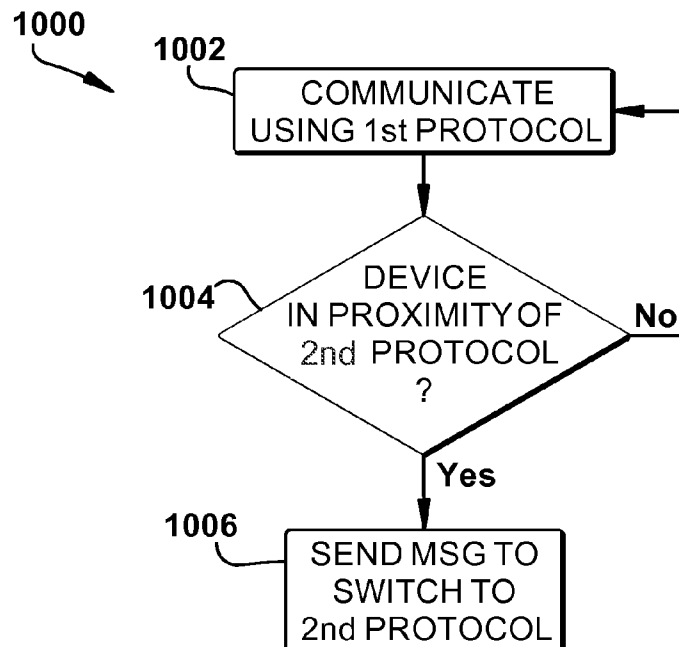 1000
1002
COMMUNICATE
USING 1st PROTOCOL
1004
DEVICE
IN PROXIMITY OF
2nd PROTOCOL
?
No
Yes
1006
SEND MSG TO
SWITCH TO
2nd PROTOCOL